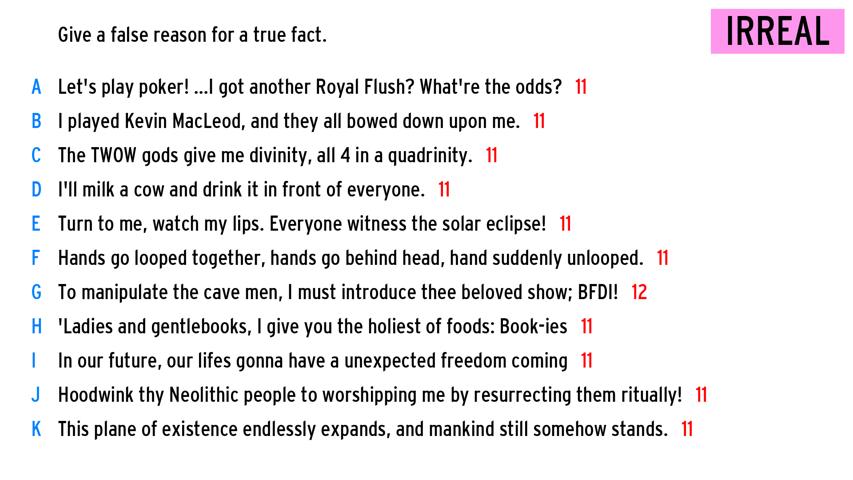 Give a false reason for a true fact.
IRREAL
A Let's play poker! ...I got another Royal Flush? What're the odds? 11
B I played Kevin MacLeod, and they all bowed down upon me. 11
C The TWOW gods give me divinity, all 4 in a quadrinity. 11
D I'll milk a cow and drink it in front of everyone. 11
E Turn to me, watch my lips. Everyone witness the solar eclipse! 11
F Hands go looped together, hands go behind head, hand suddenly unlooped. 11
G To manipulate the cave men, I must introduce thee beloved show; BFDI! 12
H 'Ladies and gentlebooks, I give you the holiest of foods: Book-ies 11
I In our future, our lifes gonna have a unexpected freedom coming 11
J Hoodwink thy Neolithic people to worshipping me by resurrecting them ritually! 11
K This plane of existence endlessly expands, and mankind still somehow stands. 11